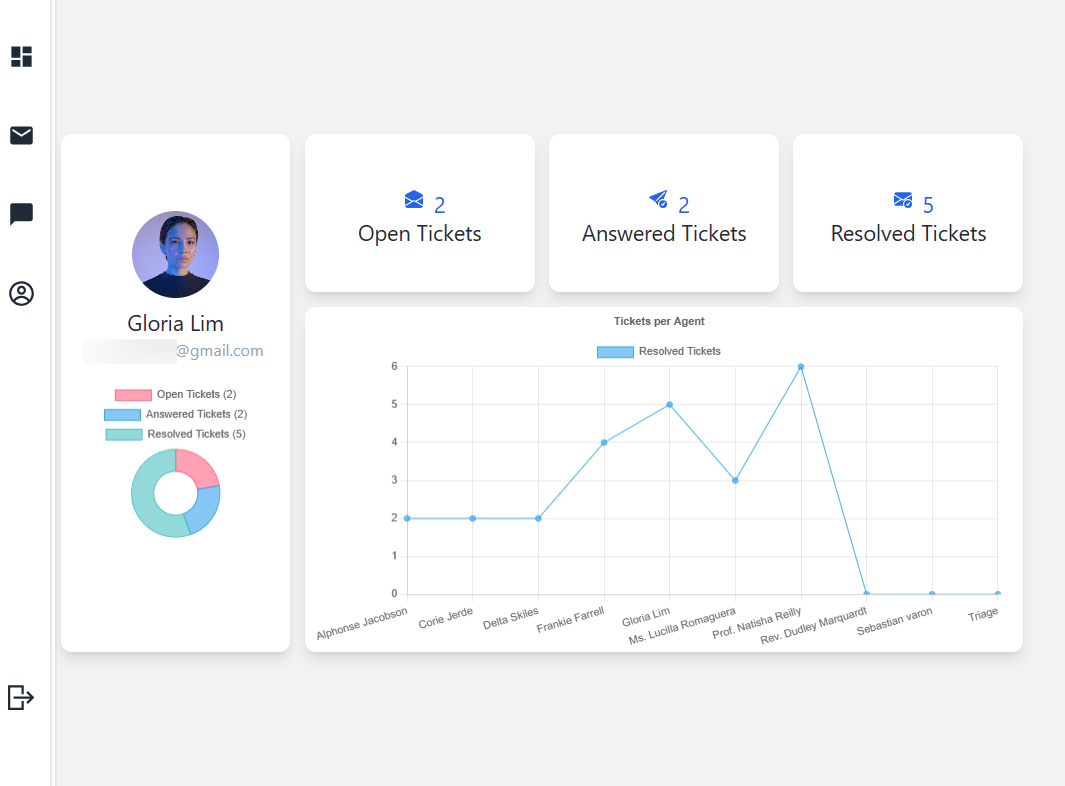 Gloria Lim
@gmail.com
Open Tickets (2)
Answered Tickets (2)
Resolved Tickets (5)
2
Open Tickets
2
Answered Tickets
5
Resolved Tickets
Tickets per Agent
Resolved Tickets
6
5
4
3
2
1
0
Alphonse Jacobson
Corie Jerde
Delta Skiles
Frankie Farrell
Gloria Lim
Ms. Lucilla Romaguera
Prof. Natisha Reilly
Rev. Dudley Marquardt
Sebastian varon
Triage